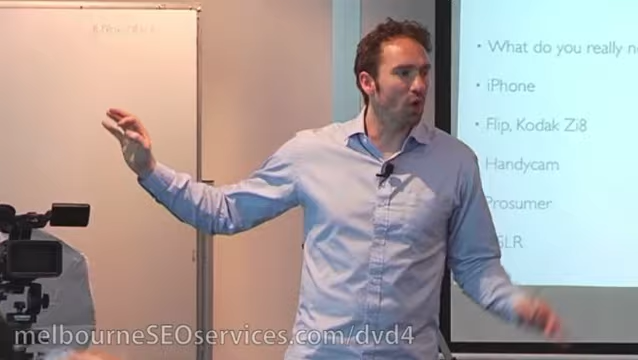 • What do you really
• iPhone
• Flip, Kodak Zi8
Handycam
Prosumer
SLR
melbourneSEOservices.com/dvd4